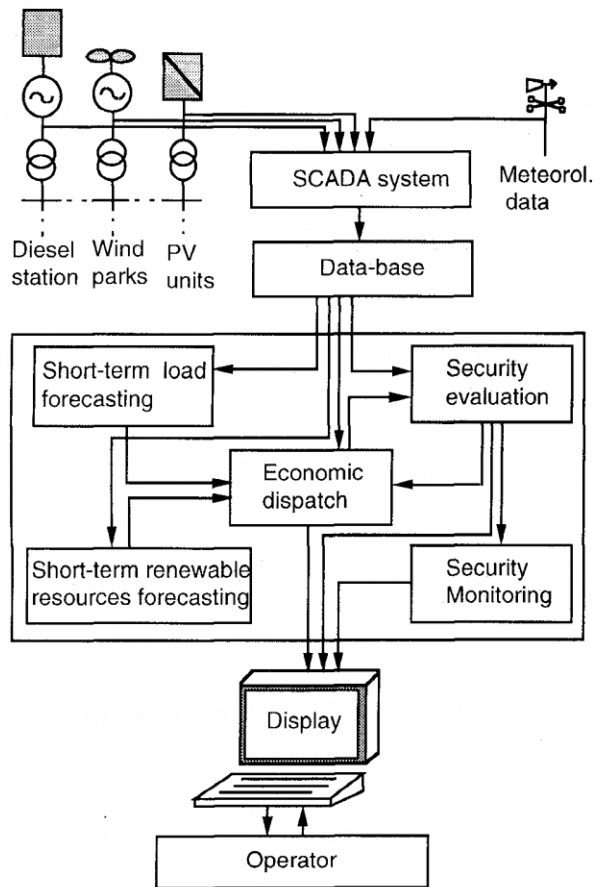 SCADA system
Meteorol.
data
Diesel
station
Wind
parks
PV
units
Data-base
Short-term load
forecasting
Security
evaluation
Economic
dispatch
Short-term renewable
resources forecasting
Security
Monitoring
Display
Operator